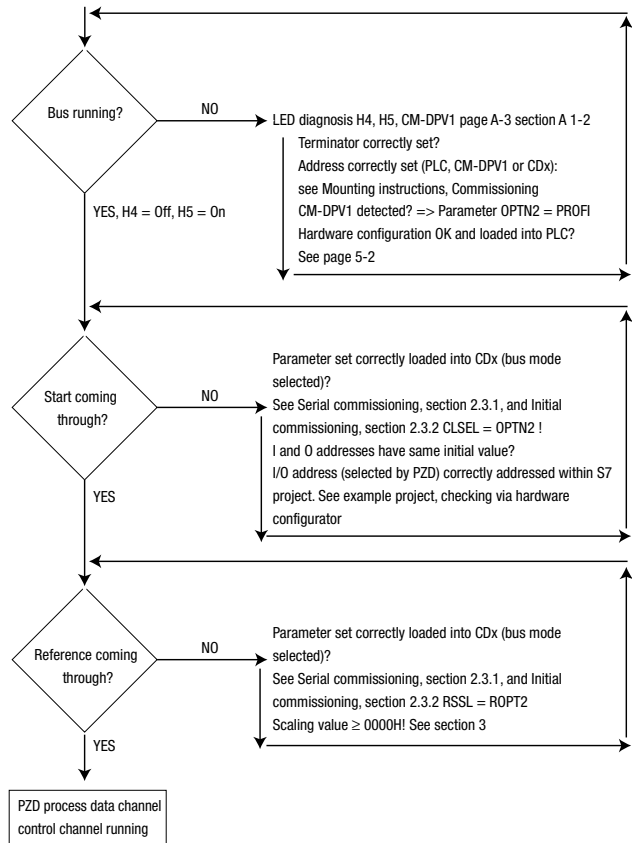 Bus running?
NO
LED diagnosis H4, H5, CM-DPV1 page A-3 section A 1-2
Terminator correctly set?
Address correctly set (PLC, CM-DPV1 or CDx):
see Mounting instructions, Commissioning
CM-DPV1 detected? => Parameter OPTN2 = PROFI
Hardware configuration OK and loaded into PLC?
See page 5-2
YES, H4 = Off, H5 = On
Start coming
through?
NO
Parameter set correctly loaded into CDx (bus mode
selected)?
See Serial commissioning, section 2.3.1, and Initial
commissioning, section 2.3.2 CLSEL = OPTN2 !
I and O addresses have same initial value?
I/O address (selected by PZD) correctly addressed within S7
project. See example project, checking via hardware
configurator
YES
Reference coming
through?
NO
Parameter set correctly loaded into CDx (bus mode
selected)?
See Serial commissioning, section 2.3.1, and Initial
commissioning, section 2.3.2 RSSL = ROPT2
Scaling value ≥ 0000H! See section 3
YES
PZD process data channel
control channel running